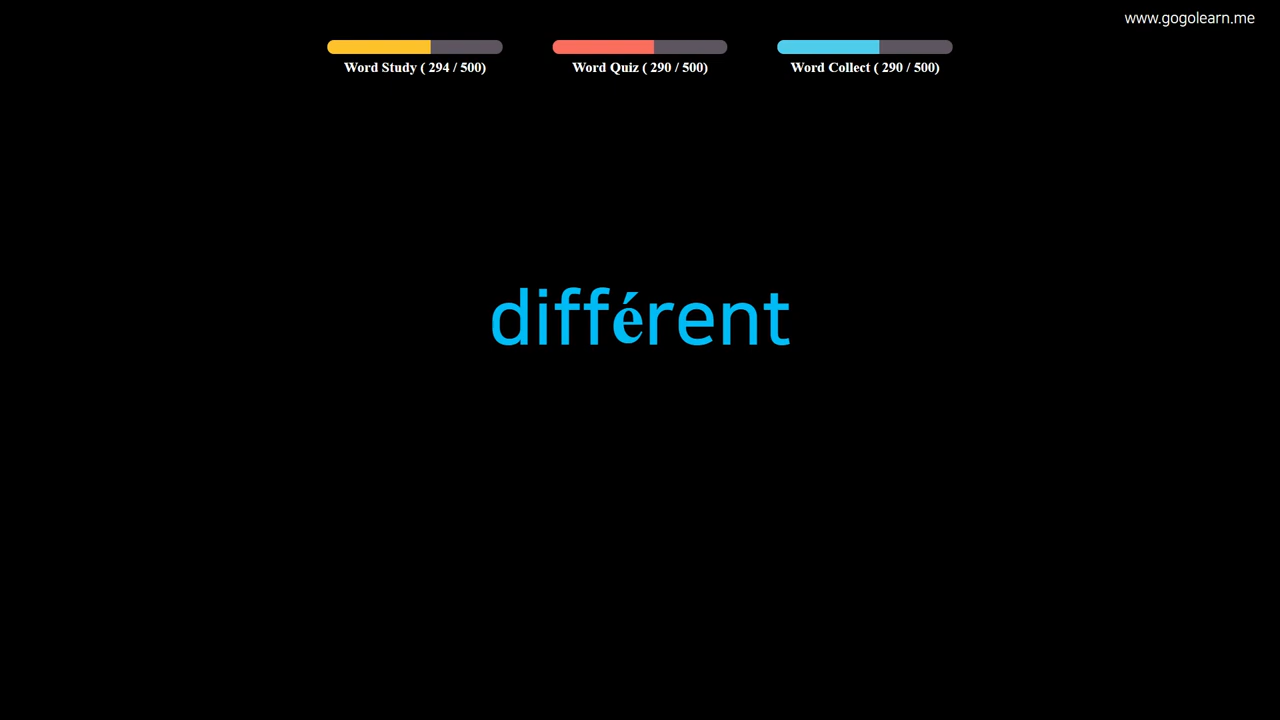 www.gogolearn.me
Word Study ( 294 / 500)
Word Quiz ( 290 / 500)
Word Collect ( 290 / 500)
différent